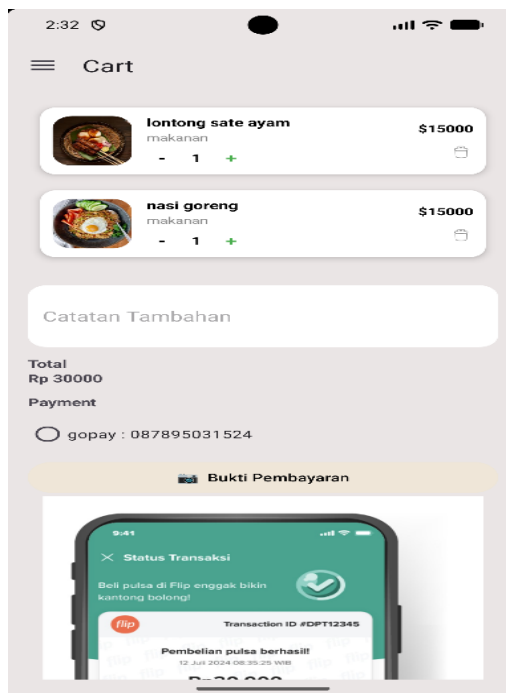 2:32
Cart
lontong sate ayam
$15000
makanan
- 1 +
nasi goreng
$15000
makanan
- 1 +
Catatan Tambahan
Total
Rp 30000
Payment
gopay : 087895031524
Bukti Pembayaran
9:41
Status Transaksi
Beli pulsa di Flip enggak bikin
kantong bolong!
flip
Transaction ID #DPT12345
Pembelian pulsa berhasil!
12 Juli 2024 08:35:25 WIB